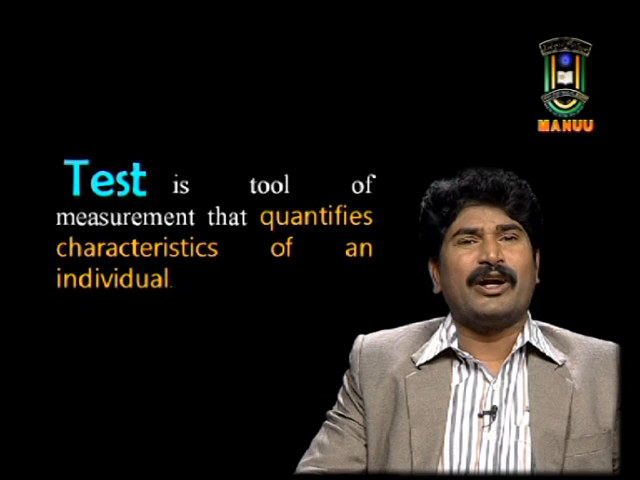 MANUU
Test is tool of
measurement that quantifies
characteristics of an
individual.